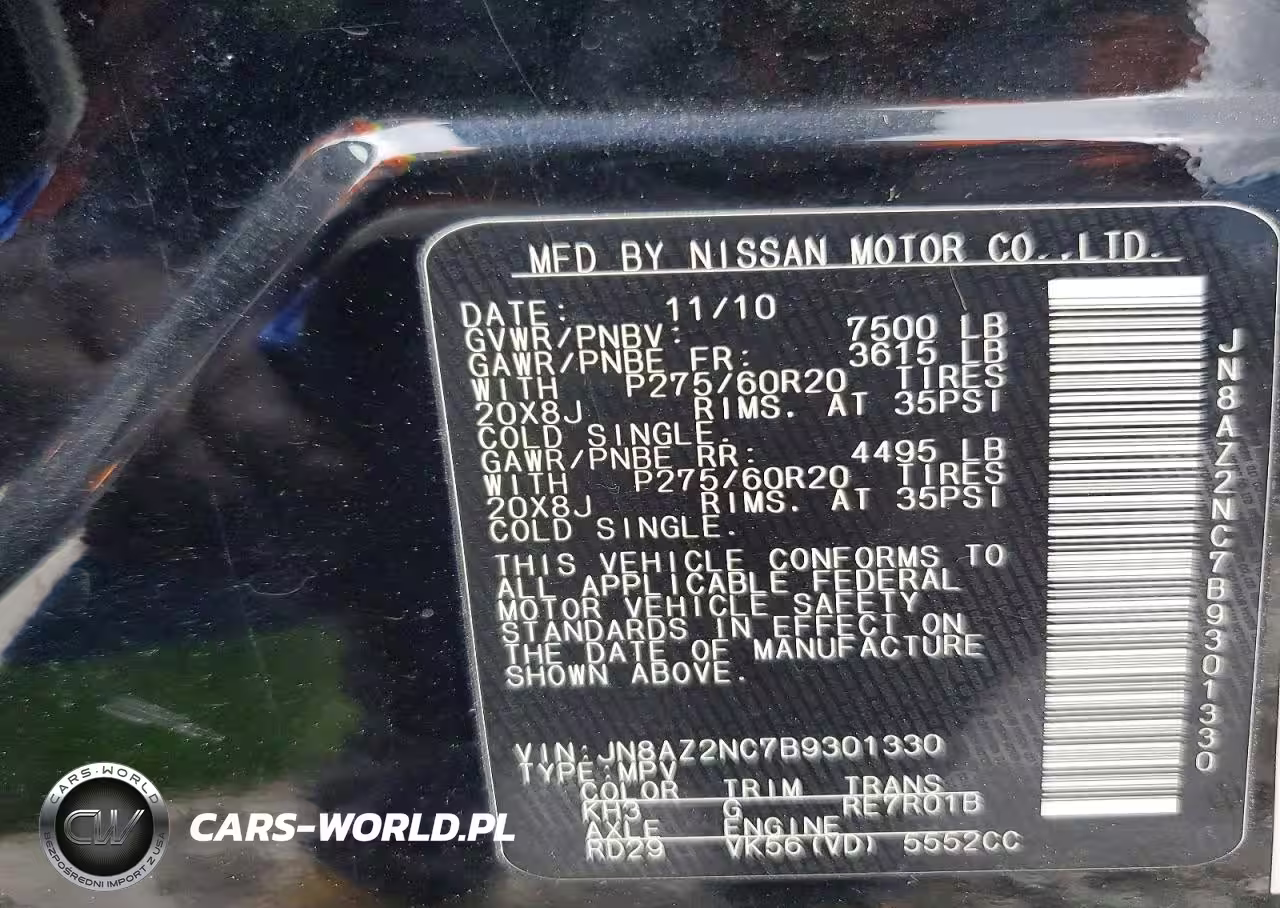 MFD BY NISSAN MOTOR CO.,LTD.
DATE: 11/10
GVWR/PNBV: 7500 LB
GAWR/PNBE FR: 3615 LB
WITH P275/60R20 TIRES
20X8J RIMS. AT 35PSI
COLD SINGLE.
GAWR/PNBE RR: 4495 LB
WITH P275/60R20 TIRES
20X8J RIMS. AT 35PSI
COLD SINGLE.
THIS VEHICLE CONFORMS TO
ALL APPLICABLE FEDERAL
MOTOR VEHICLE SAFETY
STANDARDS IN EFFECT ON
THE DATE OF MANUFACTURE
SHOWN ABOVE.
VIN:JN8AZ2NC7B9301330
TYPE:MPV
COLOR TRIM TRANS
KH3 G RE7R01B
AXLE ENGINE
RD29 VK56(VD) 5552CC
JN8AZ2NC7B9301330
CARS-WORLD
CW
BEZPOŚREDNI IMPORT Z USA
CARS-WORLD.PL